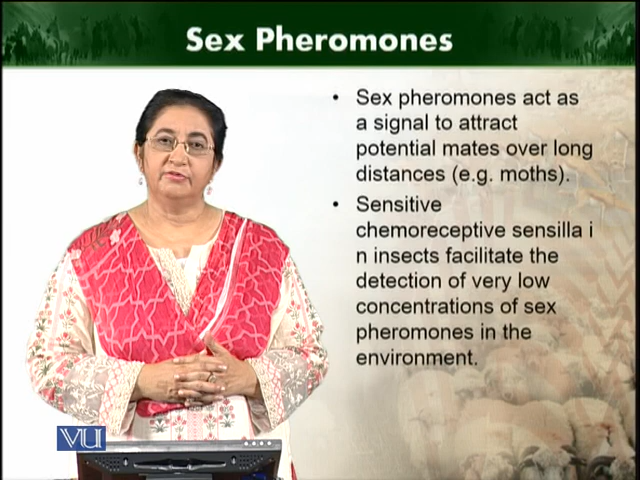 Sex Pheromones
• Sex pheromones act as
a signal to attract
potential mates over long
distances (e.g. moths).
• Sensitive
chemoreceptive sensilla i
n insects facilitate the
detection of very low
concentrations of sex
pheromones in the
environment.
VU